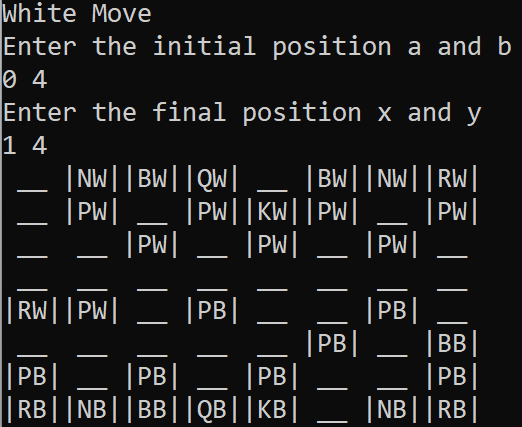 White Move
Enter the initial position a and b
0 4
Enter the final position x and y
1 4
 __ |NW||BW||QW| __ |BW||NW||RW|
 __ |PW| __ |PW||KW||PW| __ |PW|
 __  __ |PW| __ |PW| __ |PW| __
 __  __  __  __  __  __  __  __
|RW||PW| __ |PB| __  __ |PB| __
 __  __  __  __  __ |PB| __ |BB|
|PB| __ |PB| __ |PB| __  __ |PB|
|RB||NB||BB||QB||KB| __ |NB||RB|